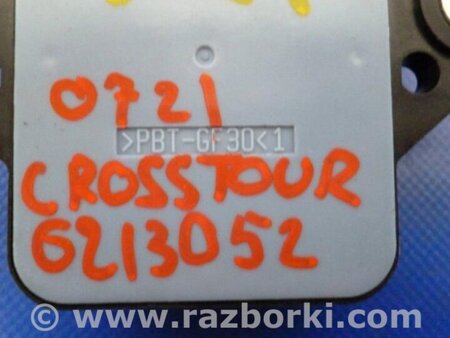 0721
>PBT-GF30<1
CROSSTOUR
6213052
© www.razborki.com